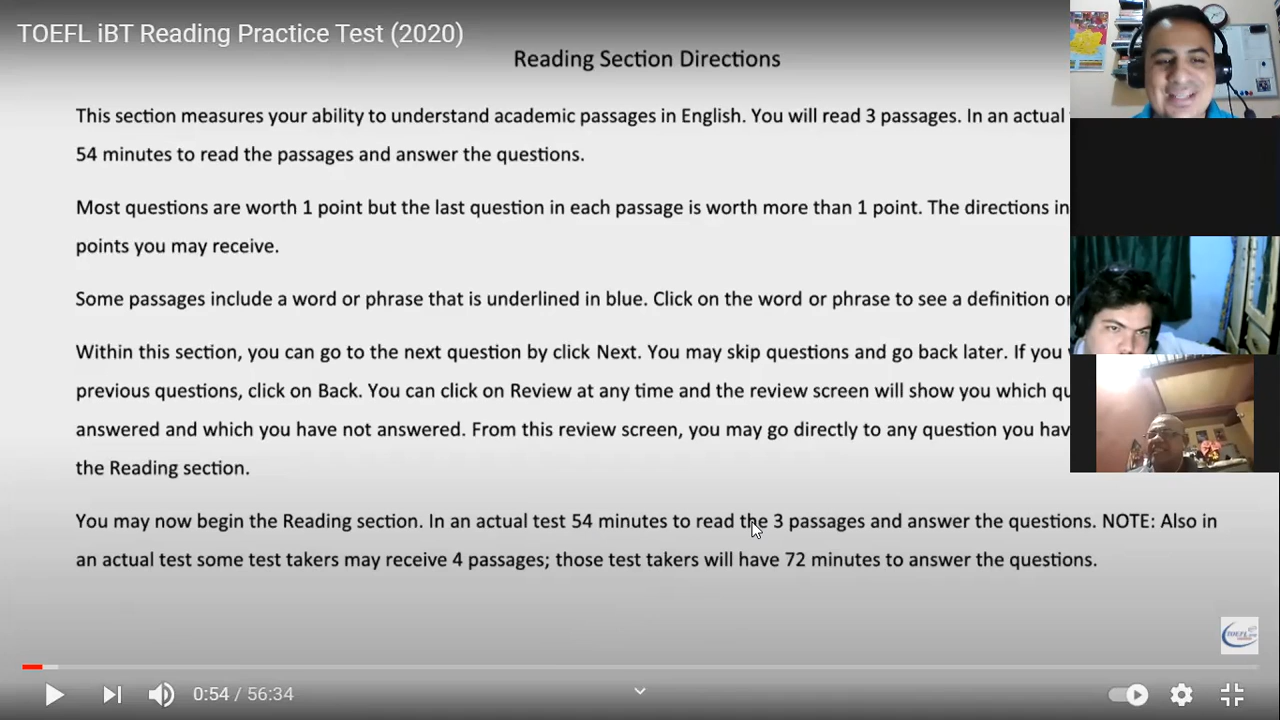 TOEFL iBT Reading Practice Test (2020)
Reading Section Directions
This section measures your ability to understand academic passages in English. You will read 3 passages. In an actual
54 minutes to read the passages and answer the questions.
Most questions are worth 1 point but the last question in each passage is worth more than 1 point. The directions in
points you may receive.
Some passages include a word or phrase that is underlined in blue. Click on the word or phrase to see a definition or
Within this section, you can go to the next question by click Next. You may skip questions and go back later. If you
previous questions, click on Back. You can click on Review at any time and the review screen will show you which
answered and which you have not answered. From this review screen, you may go directly to any question you
the Reading section.
You may now begin the Reading section. In an actual test 54 minutes to read the 3 passages and answer the questions. NOTE: Also in
an actual test some test takers may receive 4 passages; those test takers will have 72 minutes to answer the questions.
TOEFL
0:54 / 56:34